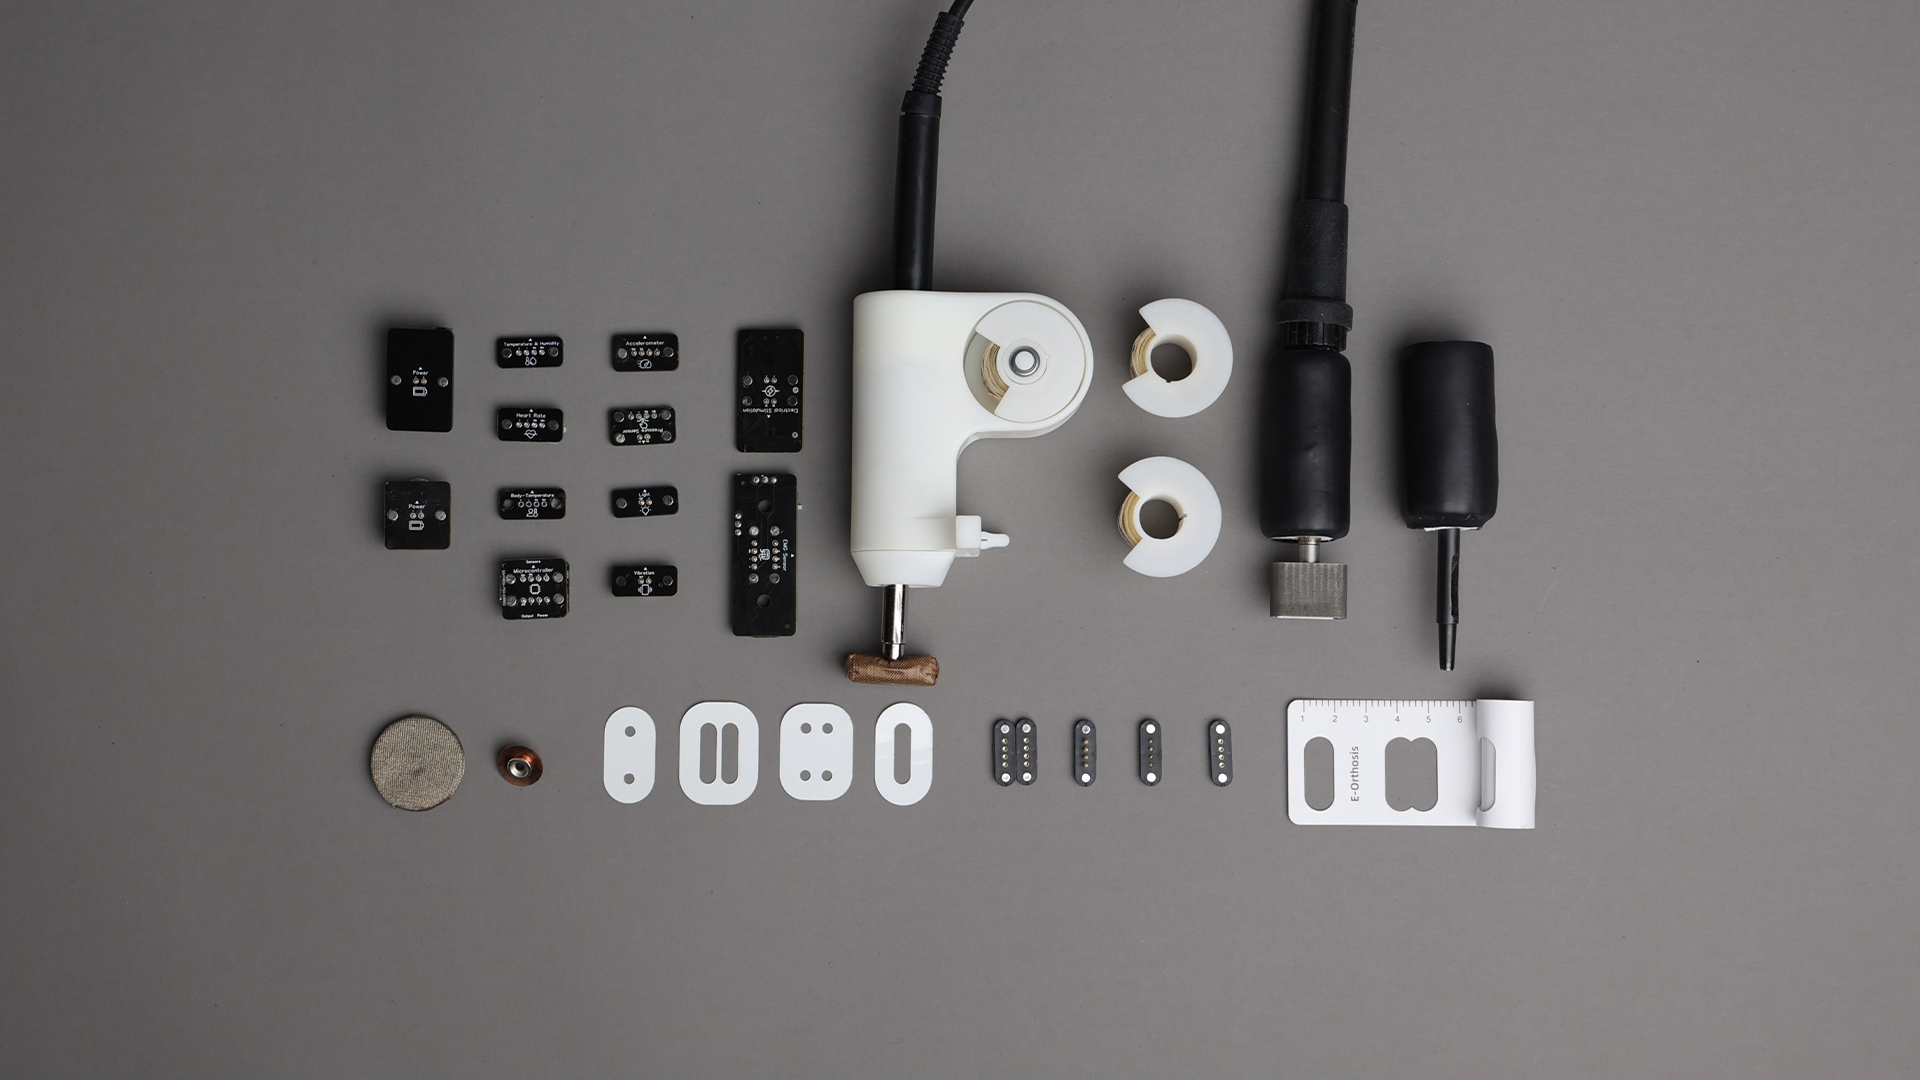 Power
Temperature & Humidity
Accelerometer
Electrical Stimulation
Heart Rate
Pressure Sensor
Power
Body-Temperature
Light
EMG Sensor
Sensors
Microcontroller
Output Power
Vibration
1 2 3 4 5 6
E-Orthosis